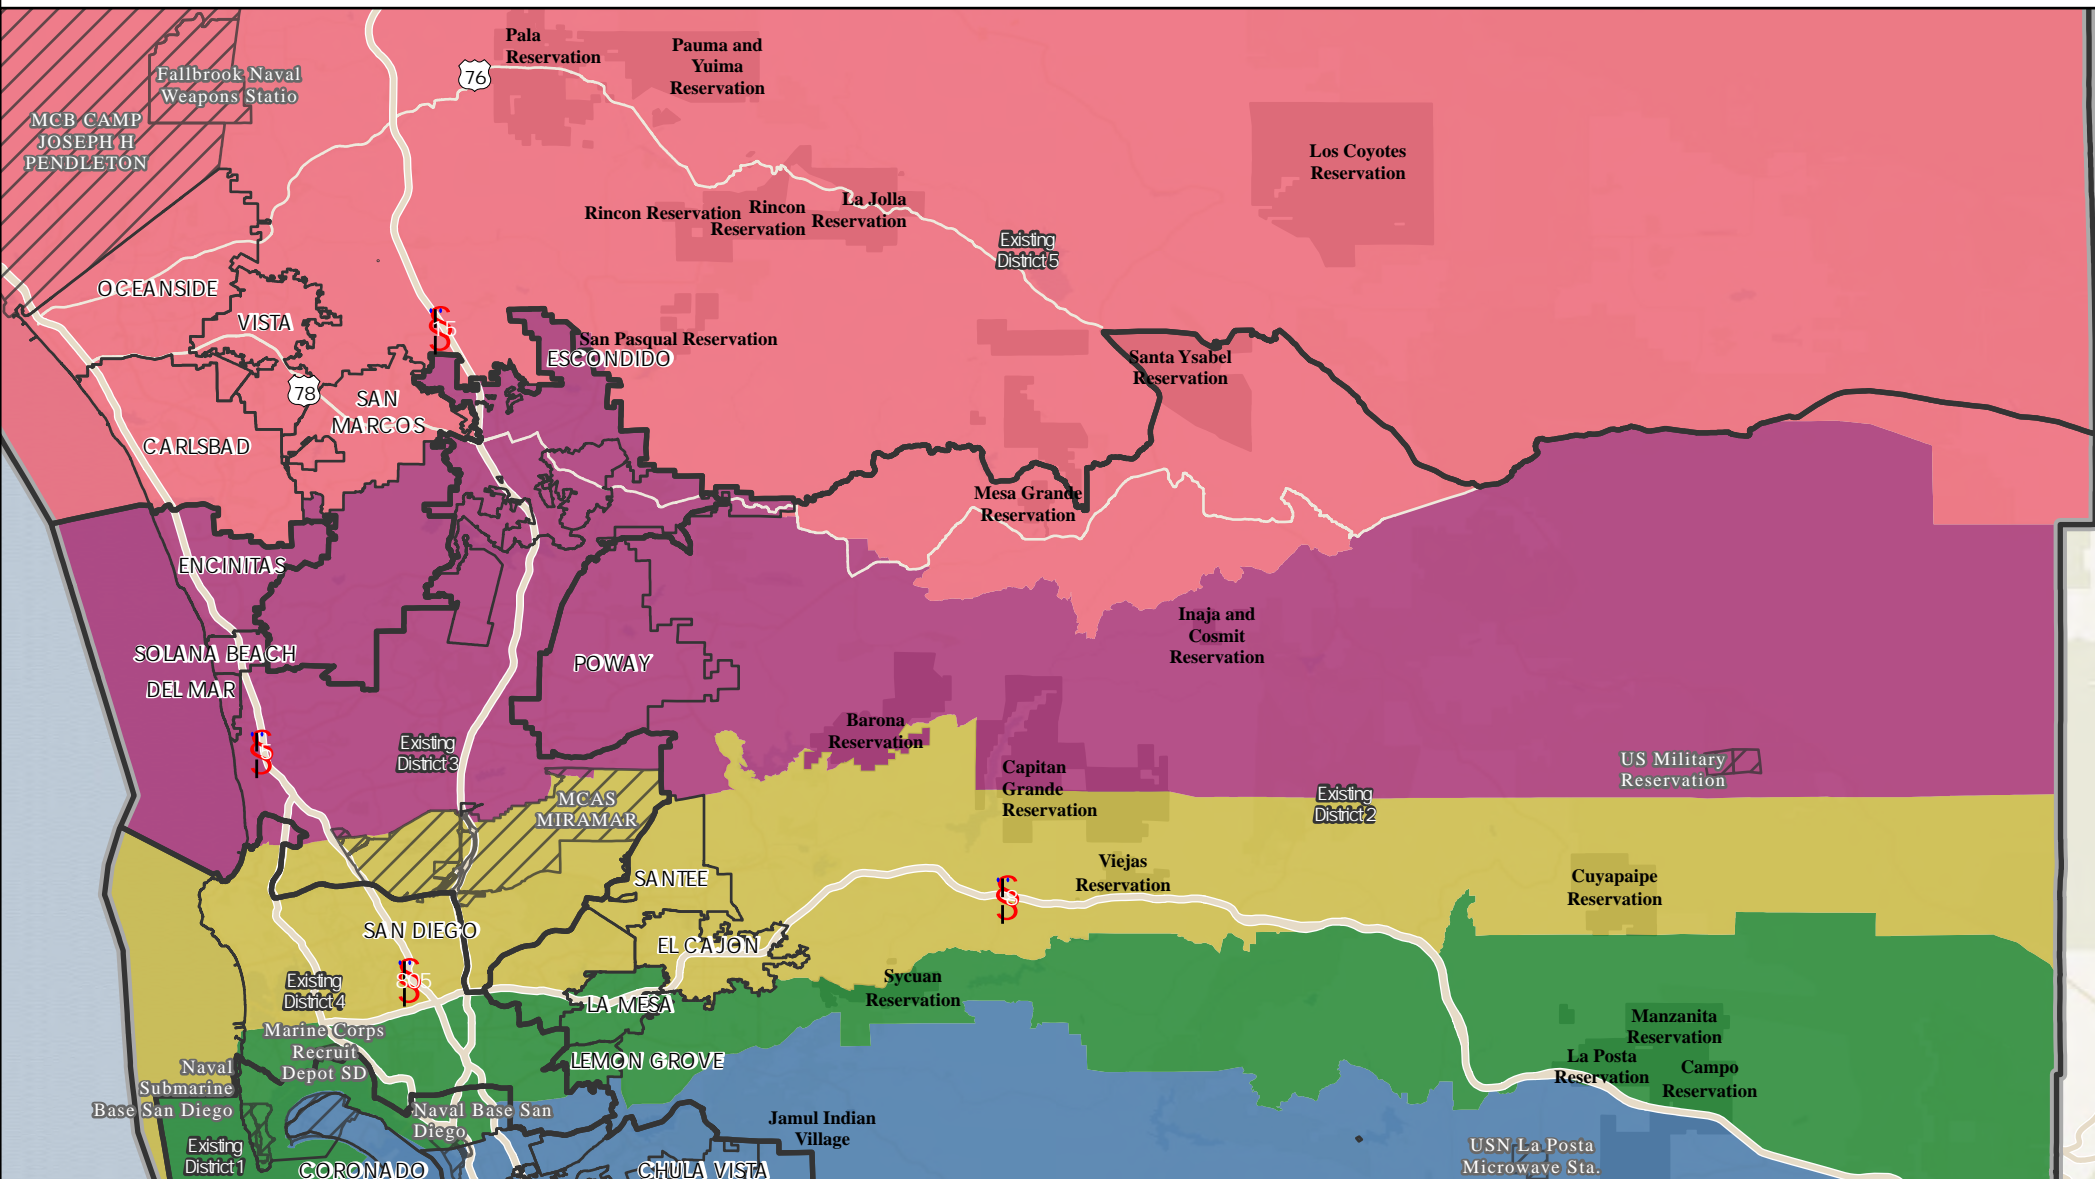 Pala
Reservation
Pauma and
Yuima
Reservation
76
Fallbrook Naval
Weapons Statio
MCB CAMP
JOSEPH H
PENDLETON
Los Coyotes
Reservation
Rincon Reservation
Rincon
Reservation
La Jolla
Reservation
Existing
District 5
OCEANSIDE
VISTA
15
San Pasqual Reservation
ESCONDIDO
Santa Ysabel
Reservation
78
SAN
MARCOS
CARLSBAD
Mesa Grande
Reservation
ENCINITAS
Inaja and
Cosmit
Reservation
SOLANA BEACH
POWAY
DEL MAR
Barona
Reservation
Existing
District 3
5
Capitan
Grande
Reservation
US Military
Reservation
MCAS
MIRAMAR
Existing
District 2
SANTEE
Viejas
Reservation
8
Cuyapaipe
Reservation
SAN DIEGO
EL CAJON
805
Existing
District 4
Sycuan
Reservation
LA MESA
Marine Corps
Recruit
Depot SD
Manzanita
Reservation
LEMON GROVE
La Posta
Reservation
Campo
Reservation
Naval
Submarine
Base San Diego
Naval Base San
Diego
Jamul Indian
Village
Existing
District 1
CORONADO
CHULA VISTA
USN La Posta
Microwave Sta.